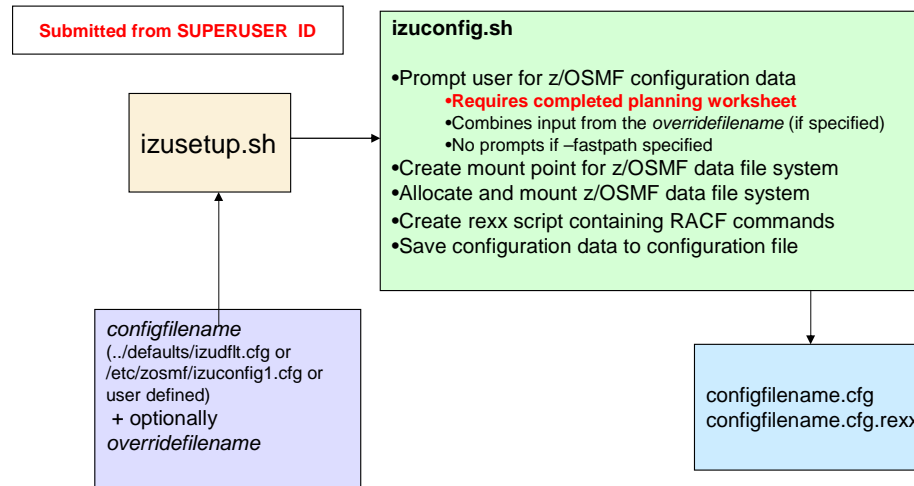 Submitted from SUPERUSER ID
izusetup.sh
configfilename
(../defaults/izudflt.cfg or
/etc/zosmf/izuconfig1.cfg or
user defined)
+ optionally
overridefilename
izuconfig.sh
•Prompt user for z/OSMF configuration data
•Requires completed planning worksheet
•Combines input from the overridefilename (if specified)
•No prompts if –fastpath specified
•Create mount point for z/OSMF data file system
•Allocate and mount z/OSMF data file system
•Create rexx script containing RACF commands
•Save configuration data to configuration file
configfilename.cfg
configfilename.cfg.rexx